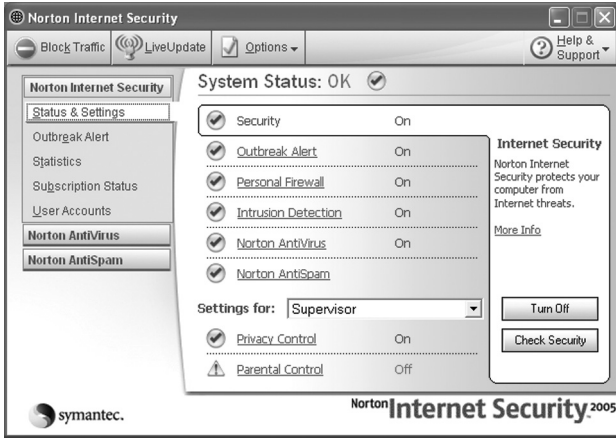 Norton Internet Security
Block Traffic LiveUpdate Options Help & Support
Norton Internet Security
Status & Settings
Outbreak Alert
Statistics
Subscription Status
User Accounts
Norton AntiVirus
Norton AntiSpam
System Status: OK
Security On
Outbreak Alert On
Personal Firewall On
Intrusion Detection On
Norton AntiVirus On
Norton AntiSpam
Settings for: Supervisor
Privacy Control On
Parental Control Off
Internet Security
Norton Internet
Security protects your
computer from
Internet threats.
More Info
Turn Off
Check Security
symantec.
Norton Internet Security 2005